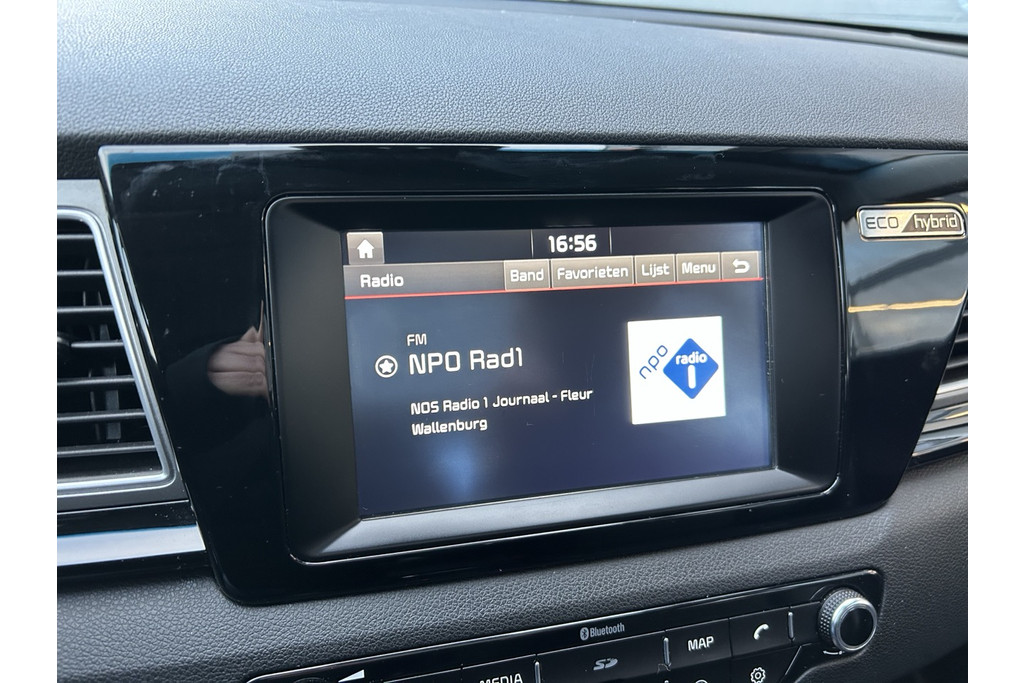 ECO hybrid
16:56
Radio Band Favorieten Lijst Menu
FM
NPO Rad1
NOS Radio 1 Journaal - Fleur
Wallenburg
npo radio 1
Bluetooth
MEDIA SD MAP